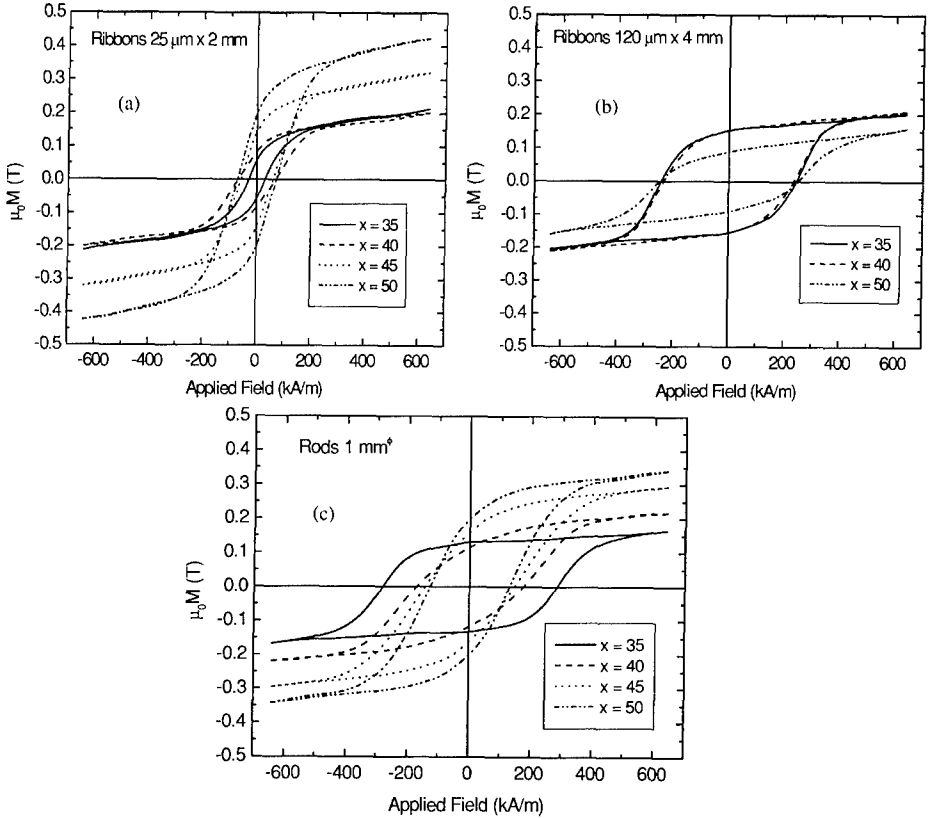 Ribbons 25 μm x 2 mm
(a)
μ₀M (T)
0.5
0.4
0.3
0.2
0.1
0.0
-0.1
-0.2
-0.3
-0.4
-0.5
x = 35
x = 40
x = 45
x = 50
-600 -400 -200 0 200 400 600
Applied Field (kA/m)
Ribbons 120 μm x 4 mm
(b)
μ₀M (T)
0.5
0.4
0.3
0.2
0.1
0.0
-0.1
-0.2
-0.3
-0.4
-0.5
x = 35
x = 40
x = 50
-600 -400 -200 0 200 400 600
Applied Field (kA/m)
Rods 1 mm^ϕ
(c)
μ₀M (T)
0.5
0.4
0.3
0.2
0.1
0.0
-0.1
-0.2
-0.3
-0.4
-0.5
x = 35
x = 40
x = 45
x = 50
-600 -400 -200 0 200 400 600
Applied Field (kA/m)